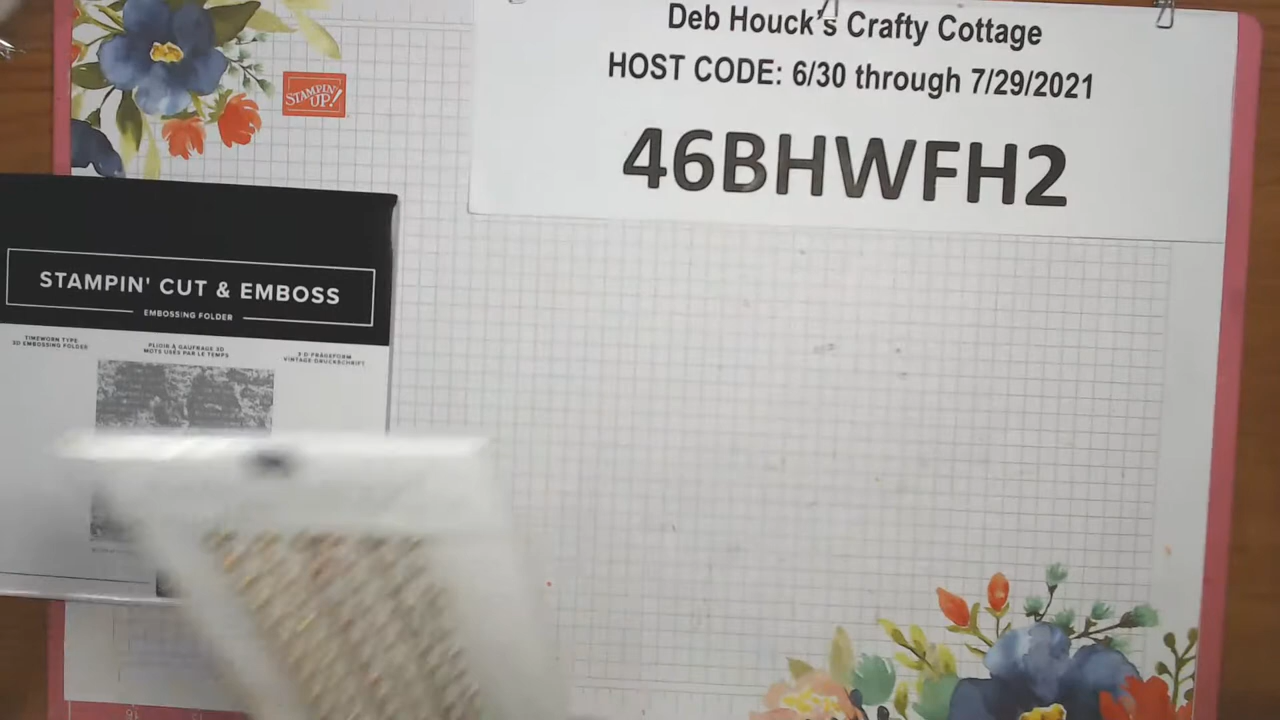 Deb Houck's Crafty Cottage
HOST CODE: 6/30 through 7/29/2021
46BHWFH2
STAMPIN' UP!
STAMPIN' CUT & EMBOSS
EMBOSSING FOLDER
TIMEWORN TYPE
3D EMBOSSING FOLDER
PLIOIR À GAUFRAGE 3D
MOTS USÉS PAR LE TEMPS
3-D-PRÄGEFORM
VINTAGE-DRUCKSCHRIFT